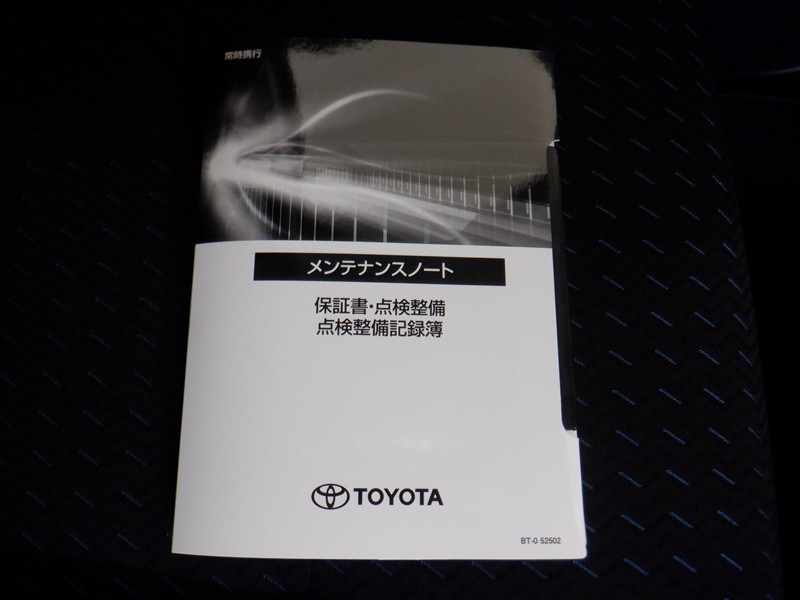 常時携行
メンテナンスノート
保証書・点検整備
点検整備記録簿
TOYOTA
BT-0 52502